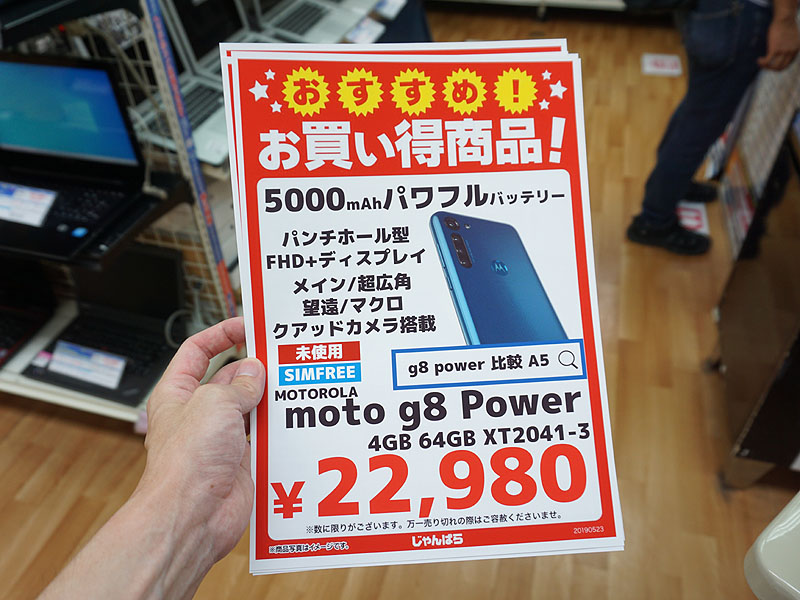 おすすめ!
お買い得商品!
5000mAhパワフルバッテリー
パンチホール型
FHD+ディスプレイ
メイン/超広角
望遠/マクロ
クアッドカメラ搭載
未使用
SIMFREE
g8 power 比較 A5
MOTOROLA
moto g8 Power
4GB 64GB XT2041-3
¥22,980
※数に限りがございます。万一売り切れの際はご容赦くださいませ。
20190523
※商品写真はイメージです。
じゃんぱら